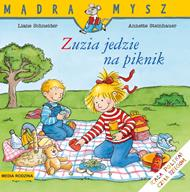 MĄDRA MYSZ
Liane Schneider
Annette Steinhauer
Zuzia jedzie
na piknik
MEDIA RODZINA